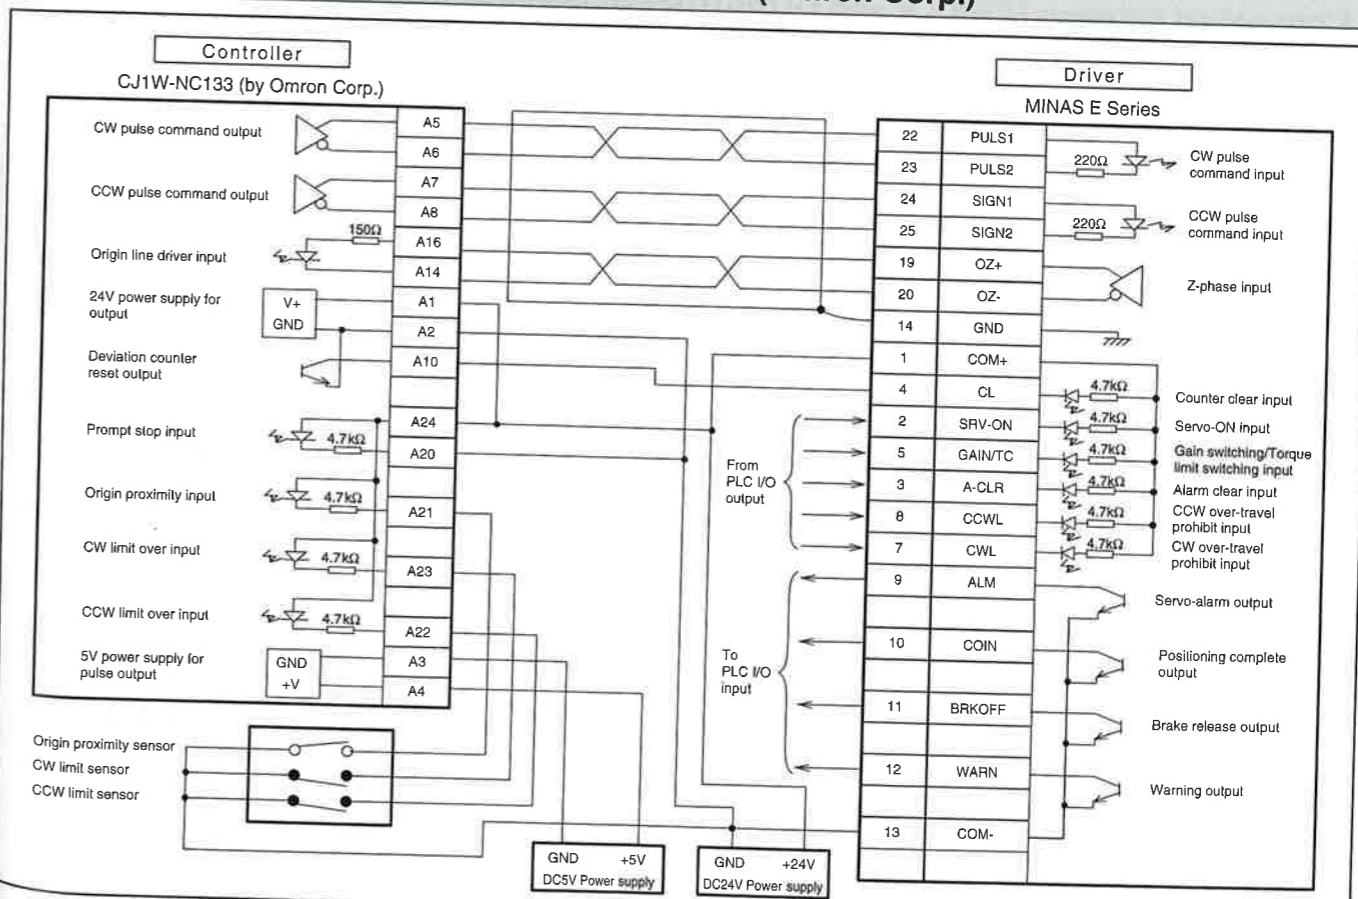 Corp.)
Controller
CJ1W-NC133 (by Omron Corp.)
CW pulse command output
CCW pulse command output
Origin line driver input
24V power supply for
output
Deviation counter
reset output
Prompt stop input
Origin proximity input
CW limit over input
CCW limit over input
5V power supply for
pulse output
150Ω
V+
GND
4.7kΩ
4.7kΩ
4.7kΩ
4.7kΩ
GND
+V
A5
A6
A7
A8
A16
A14
A1
A2
A10
A24
A20
A21
A23
A22
A3
A4
Origin proximity sensor
CW limit sensor
CCW limit sensor
GND +5V
DC5V Power supply
GND +24V
DC24V Power supply
From
PLC I/O
output
To
PLC I/O
input
Driver
MINAS E Series
22 PULS1
23 PULS2
24 SIGN1
25 SIGN2
19 OZ+
20 OZ-
14 GND
1 COM+
4 CL
2 SRV-ON
5 GAIN/TC
3 A-CLR
8 CCWL
7 CWL
9 ALM
10 COIN
11 BRKOFF
12 WARN
13 COM-
220Ω
CW pulse
command input
220Ω
CCW pulse
command input
Z-phase input
4.7kΩ
Counter clear input
4.7kΩ
Servo-ON input
4.7kΩ
Gain switching/Torque
limit switching input
4.7kΩ
Alarm clear input
4.7kΩ
CCW over-travel
prohibit input
4.7kΩ
CW over-travel
prohibit input
Servo-alarm output
Positioning complete
output
Brake release output
Warning output